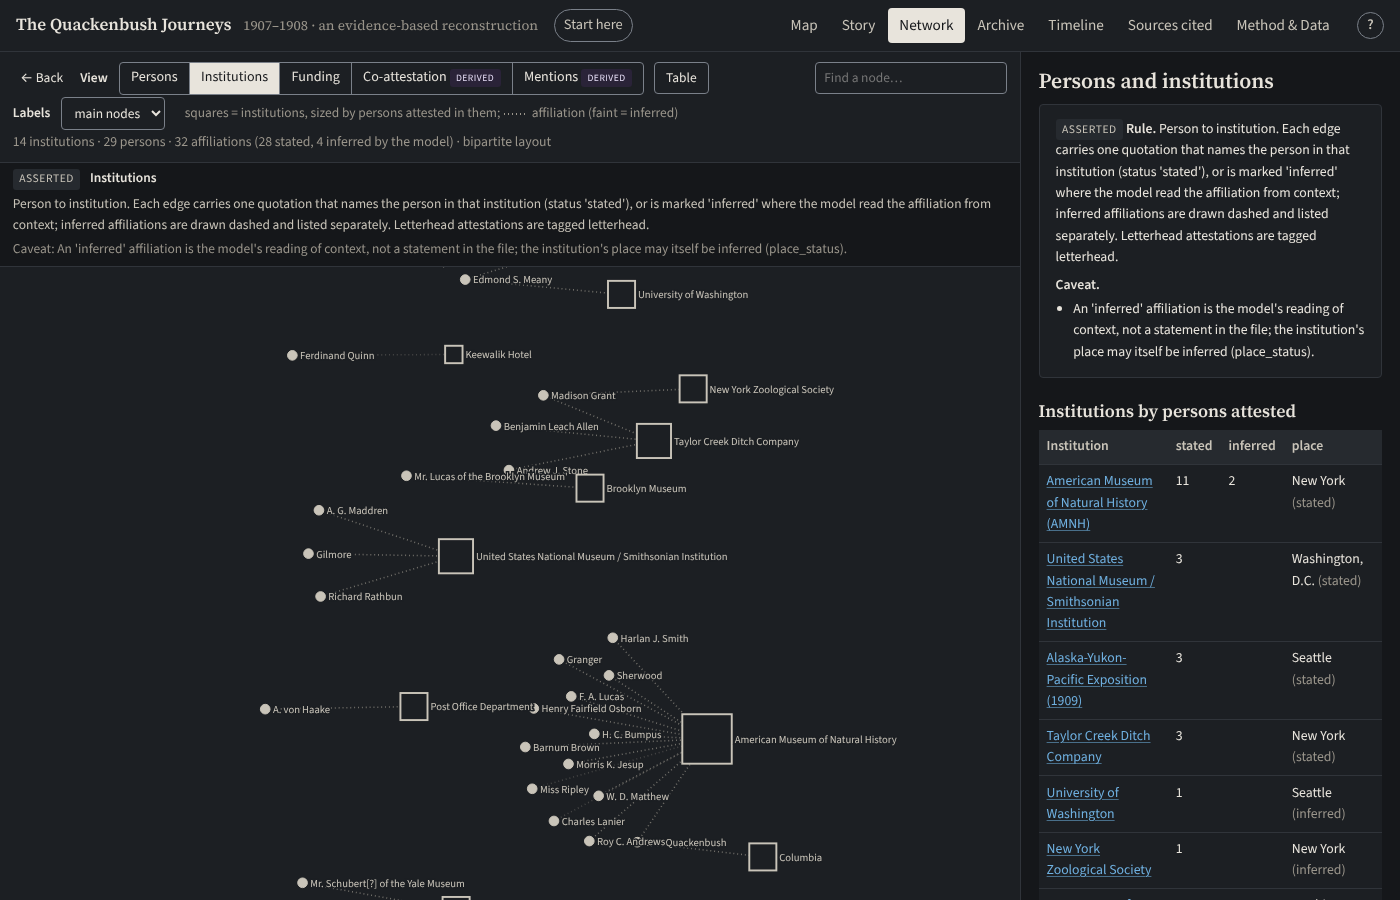 The Quackenbush Journeys 1907–1908 · an evidence-based reconstruction Start here Map Story Network Archive Timeline Sources cited Method & Data ?
← Back View Persons Institutions Funding Co-attestation DERIVED Mentions DERIVED Table Find a node...
Labels main nodes squares = institutions, sized by persons attested in them; ······ affiliation (faint = inferred)
14 institutions · 29 persons · 32 affiliations (28 stated, 4 inferred by the model) · bipartite layout
ASSERTED Institutions
Person to institution. Each edge carries one quotation that names the person in that institution (status 'stated'), or is marked 'inferred' where the model read the affiliation from
context; inferred affiliations are drawn dashed and listed separately. Letterhead attestations are tagged letterhead.
Caveat: An 'inferred' affiliation is the model's reading of context, not a statement in the file; the institution's place may itself be inferred (place_status).
Edmond S. Meany
University of Washington
Ferdinand Quinn
Keewalik Hotel
New York Zoological Society
Madison Grant
Benjamin Leach Allen
Taylor Creek Ditch Company
Andrew J. Stone
Mr. Lucas of the Brooklyn Museum
Brooklyn Museum
A. G. Maddren
Gilmore
United States National Museum / Smithsonian Institution
Richard Rathbun
Harlan J. Smith
Granger
Sherwood
F. A. Lucas
Post Office Department
Henry Fairfield Osborn
A. von Haake
H. C. Bumpus
American Museum of Natural History
Barnum Brown
Morris K. Jesup
Miss Ripley
W. D. Matthew
Charles Lanier
Roy C. Andrews
Quackenbush
Columbia
Mr. Schubert[?] of the Yale Museum
Persons and institutions
ASSERTED Rule. Person to institution. Each edge
carries one quotation that names the person in that
institution (status 'stated'), or is marked 'inferred'
where the model read the affiliation from context;
inferred affiliations are drawn dashed and listed
separately. Letterhead attestations are tagged
letterhead.
Caveat.
• An 'inferred' affiliation is the model's reading of
context, not a statement in the file; the institution's
place may itself be inferred (place_status).
Institutions by persons attested
Institution stated inferred place
American Museum 11 2 New York
of Natural History (stated)
(AMNH)
United States 3 Washington,
National Museum / D.C. (stated)
Smithsonian
Institution
Alaska-Yukon- 3 Seattle
Pacific Exposition (stated)
(1909)
Taylor Creek Ditch 3 New York
Company (stated)
University of 1 Seattle
Washington (inferred)
New York 1 New York
Zoological Society (inferred)